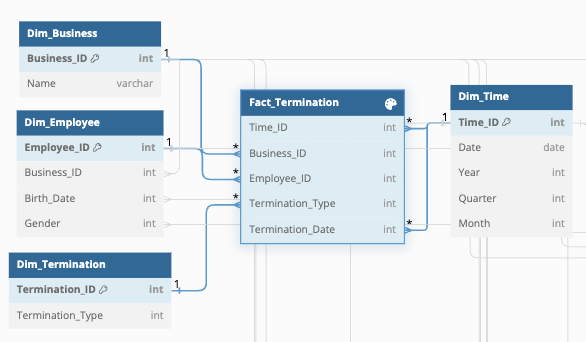 Dim_Business
Business_ID int
Name varchar
Dim_Employee
Employee_ID int
Business_ID int
Birth_Date int
Gender int
Dim_Termination
Termination_ID int
Termination_Type int
1
1
1
Fact_Termination
Time_ID int
Business_ID int
Employee_ID int
Termination_Type int
Termination_Date int
*
*
*
*
*
1
Dim_Time
Time_ID int
Date date
Year int
Quarter int
Month int